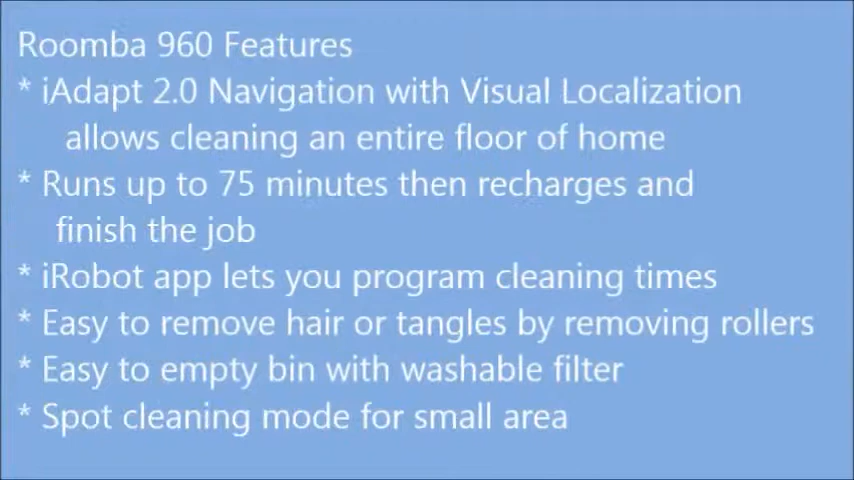 Roomba 960 Features
* iAdapt 2.0 Navigation with Visual Localization
allows cleaning an entire floor of home
* Runs up to 75 minutes then recharges and
finish the job
* iRobot app lets you program cleaning times
* Easy to remove hair or tangles by removing rollers
* Easy to empty bin with washable filter
* Spot cleaning mode for small area